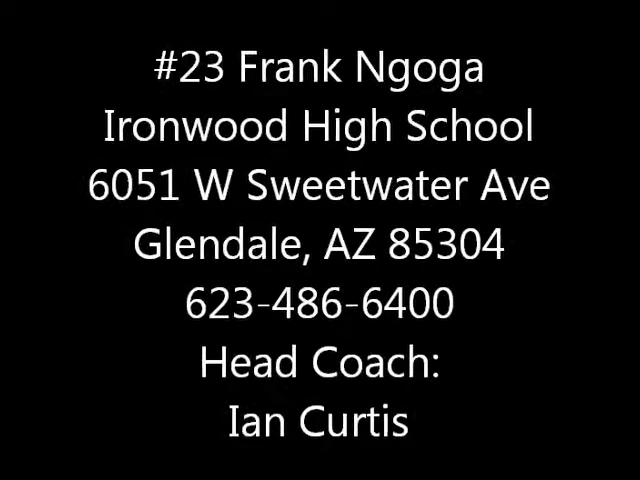 #23 Frank Ngoga
Ironwood High School
6051 W Sweetwater Ave
Glendale, AZ 85304
623-486-6400
Head Coach:
Ian Curtis